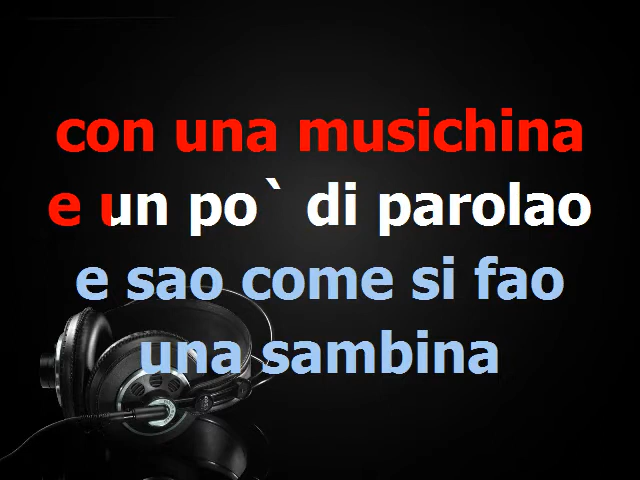 con una musichina
e un po` di parolao
e sao come si fao
una sambina